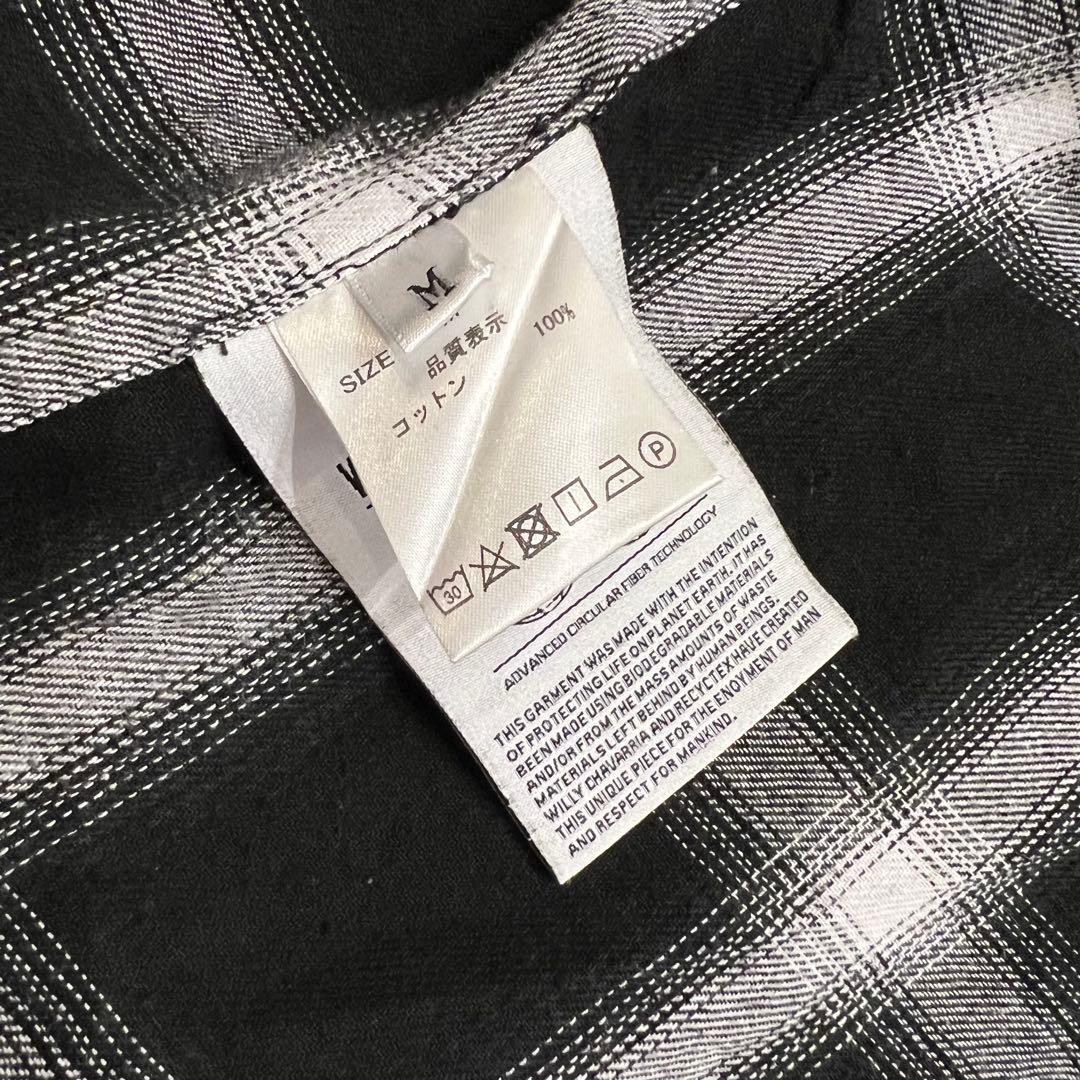 M
SIZE
品質表示
コットン 100%
30
P
ADVANCED CIRCULAR FIBER TECHNOLOGY
THIS GARMENT WAS MADE WITH THE INTENTION
OF PROTECTING LIFE ON PLANET EARTH, IT HAS
BEEN MADE USING BIODEGRADABLE MATERIALS
AND/OR FROM THE MASS AMOUNTS OF WASTE
MATERIALS LEFT BEHIND BY HUMAN BEINGS.
WILLY CHAVARRIA AND RECYCTEX HAUE CREATED
THIS UNIQUE PIECE FOR THE ENOYMENT OF MAN
AND RESPECT FOR MANKIND.